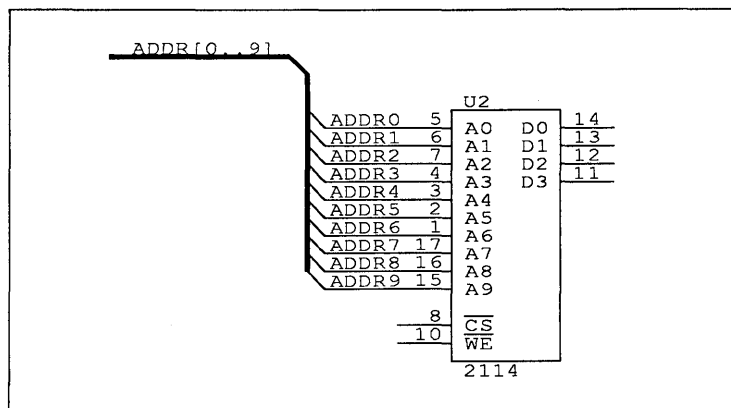 ADDR[0..9]
U2
ADDR0 5 A0 D0 14
ADDR1 6 A1 D1 13
ADDR2 7 A2 D2 12
ADDR3 4 A3 D3 11
ADDR4 3 A4
ADDR5 2 A5
ADDR6 1 A6
ADDR7 17 A7
ADDR8 16 A8
ADDR9 15 A9
8 CS
10 WE
2114